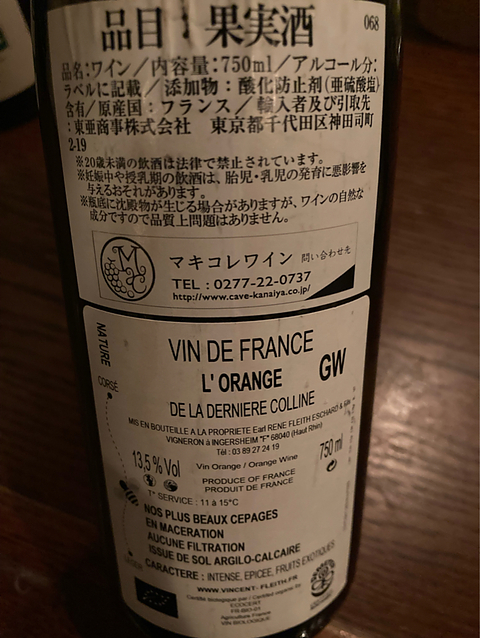 品目：果実酒
068
品名：ワイン／内容量：750ml／アルコール分：
ラベルに記載／添加物：酸化防止剤（亜硫酸塩）
含有／原産国：フランス／輸入者及び引取先
：東亜商事株式会社 東京都千代田区神田司町
2-19
※20歳未満の飲酒は法律で禁止されています。
※妊娠中や授乳期の飲酒は、胎児・乳児の発育に悪影響を
与えるおそれがあります。
※瓶底に沈殿物が生じる場合がありますが、ワインの自然な
成分ですので品質上問題はありません。
マキコレワイン 問い合わせ先
TEL：0277-22-0737
http://www.cave-kanaiya.co.jp/
NATURE
CORSÉ
VIN DE FRANCE
L'ORANGE
GW
DE LA DERNIERE COLLINE
MIS EN BOUTEILLE A LA PROPRIETE Earl RENE FLEITH ESCHARD &
VIGNERON à INGERSHEIM "F" 68040 (Haut Rhin)
Tél : 03 89 27 24 19
13,5 % Vol
Vin Orange / Orange Wine
750 ml
PRODUCE OF FRANCE
PRODUIT DE FRANCE
T° SERVICE : 11 à 15°C
NOS PLUS BEAUX CEPAGES
EN MACERATION
AUCUNE FILTRATION
ISSUE DE SOL ARGILO-CALCAIRE
CARACTERE : INTENSE, EPICEE, FRUITS EXOTIQUES
WWW.VINCENT-FLEITH.FR
Certifié biologique par / Certified organic by
ECOCERT
FR-BIO-01
Agriculture France
VIN BIOLOGIQUE